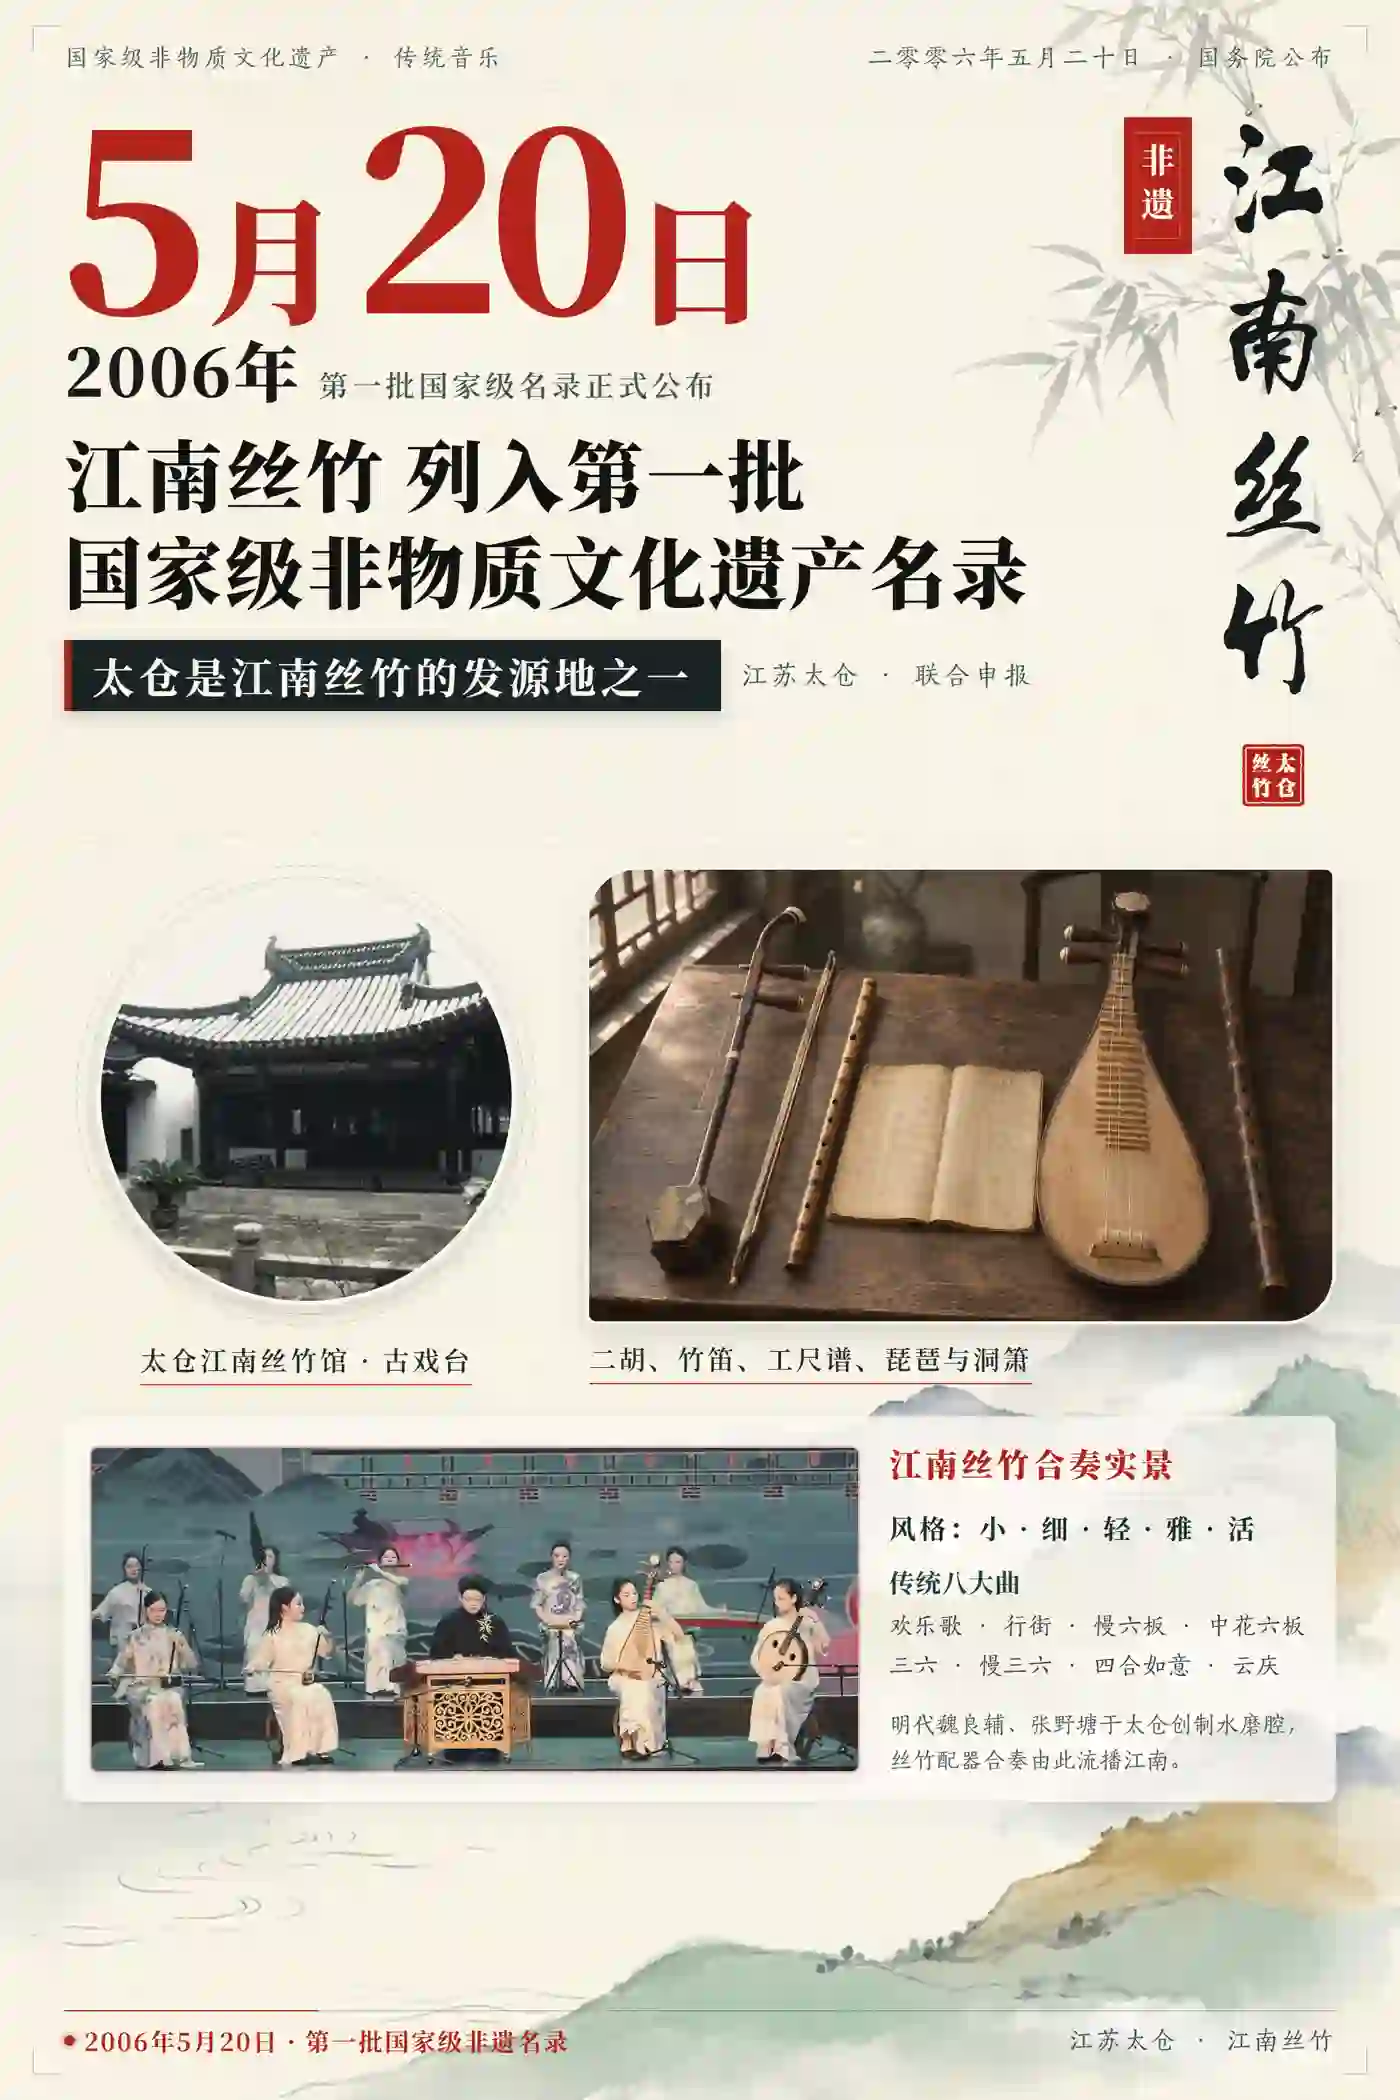 国家级非物质文化遗产 · 传统音乐
二零零六年五月二十日 · 国务院公布
5月20日
2006年 第一批国家级名录正式公布
江南丝竹 列入第一批
国家级非物质文化遗产名录
太仓是江南丝竹的发源地之一
江苏太仓 · 联合申报
非遗
江南丝竹
太仓
丝竹
太仓江南丝竹馆 · 古戏台
二胡、竹笛、工尺谱、琵琶与洞箫
江南丝竹合奏实景
风格：小 · 细 · 轻 · 雅 · 活
传统八大曲
欢乐歌 · 行街 · 慢六板 · 中花六板
三六 · 慢三六 · 四合如意 · 云庆
明代魏良辅、张野塘于太仓创制水磨腔，
丝竹配器合奏由此流播江南。
2006年5月20日 · 第一批国家级非遗名录
江苏太仓 · 江南丝竹